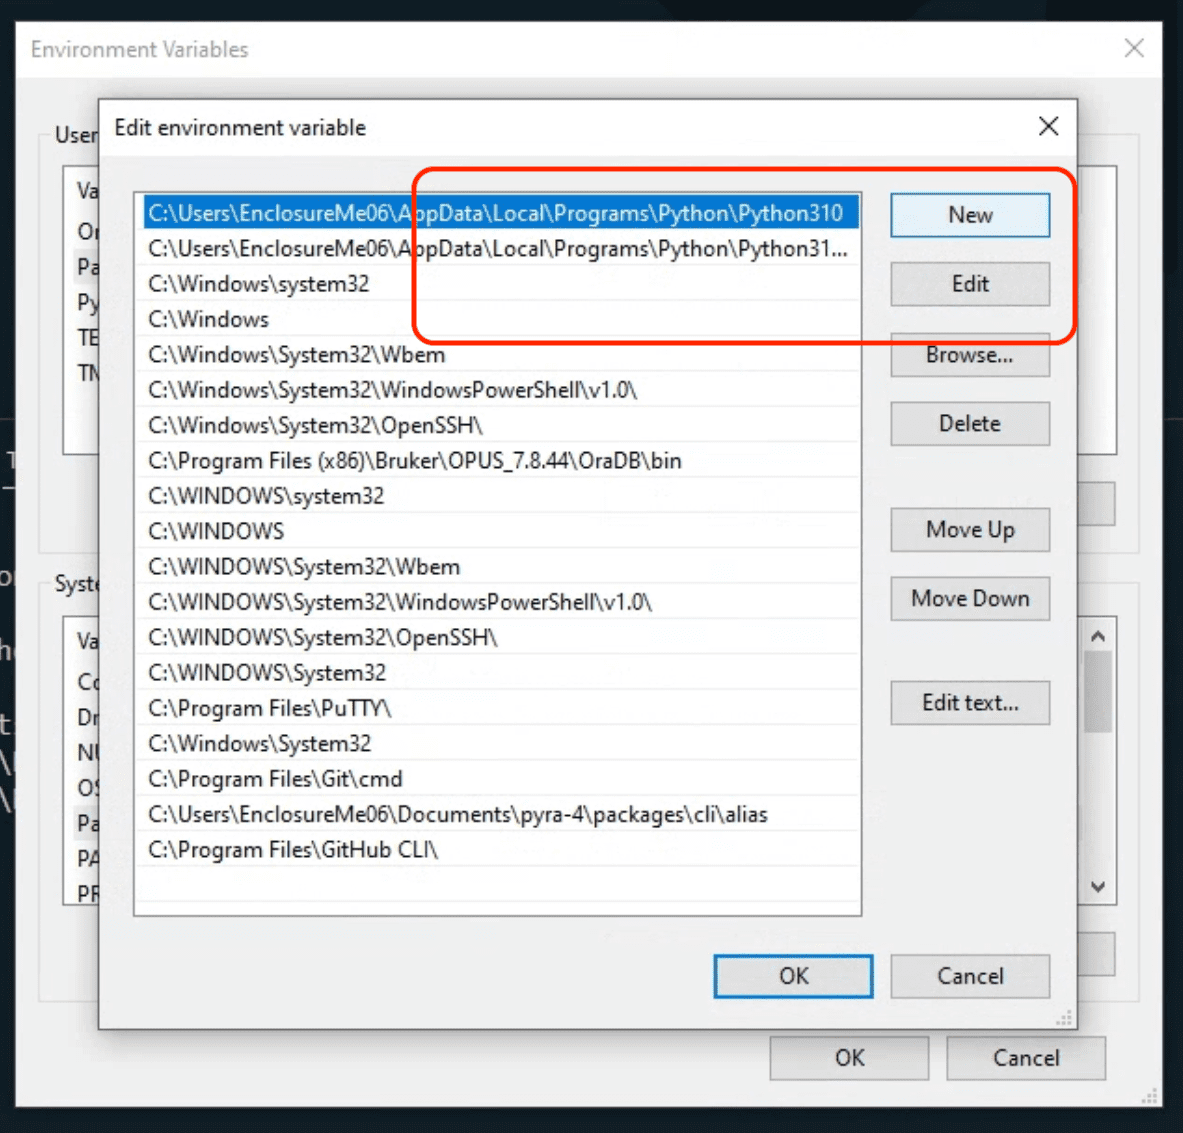 Environment Variables
Edit environment variable
User
Va
Pa
Py
TE
C:\Users\EnclosureMe06\AppData\Local\Programs\Python\Python310
C:\Users\EnclosureMe06\AppData\Local\Programs\Python\Python31...
C:\Windows\system32
C:\Windows
C:\Windows\System32\Wbem
C:\Windows\System32\WindowsPowerShell\v1.0\
C:\Windows\System32\OpenSSH\
C:\Program Files (x86)\Bruker\OPUS_7.8.44\OraDB\bin
C:\WINDOWS\system32
C:\WINDOWS
C:\WINDOWS\System32\Wbem
C:\WINDOWS\System32\WindowsPowerShell\v1.0\
C:\WINDOWS\System32\OpenSSH\
C:\WINDOWS\System32
C:\Program Files\PuTTY\
C:\Windows\System32
C:\Program Files\Git\cmd
C:\Users\EnclosureMe06\Documents\pyra-4\packages\cli\alias
C:\Program Files\GitHub CLI\
New
Edit
Browse...
Delete
Move Up
Move Down
Edit text...
Syste
Va
Co
Dr
OS
Pa
PA
PR
OK
Cancel
OK
Cancel